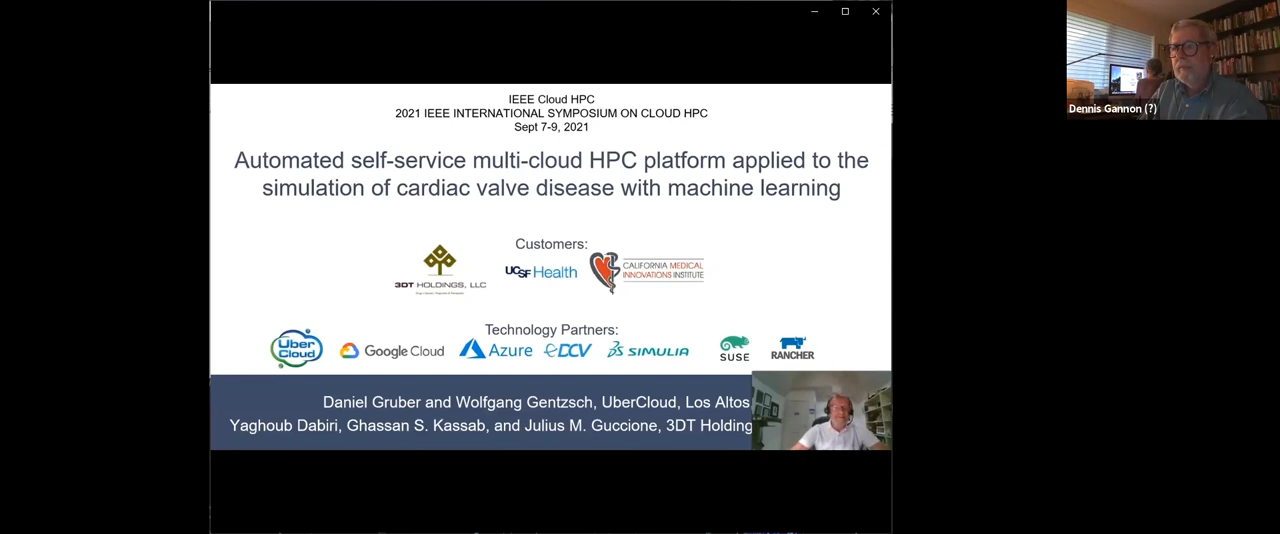 IEEE Cloud HPC
2021 IEEE INTERNATIONAL SYMPOSIUM ON CLOUD HPC
Sept 7-9, 2021
Automated self-service multi-cloud HPC platform applied to the
simulation of cardiac valve disease with machine learning
Customers:
3DT HOLDINGS, LLC
UCSF Health
CALIFORNIA MEDICAL
INNOVATIONS INSTITUTE
Technology Partners:
UBER
CLOUD
Google Cloud
Azure
DCV
SIMULIA
SUSE
RANCHER
Daniel Gruber and Wolfgang Gentzsch, UberCloud, Los Altos
Yaghoub Dabiri, Ghassan S. Kassab, and Julius M. Guccione, 3DT Holding
Dennis Gannon (?)